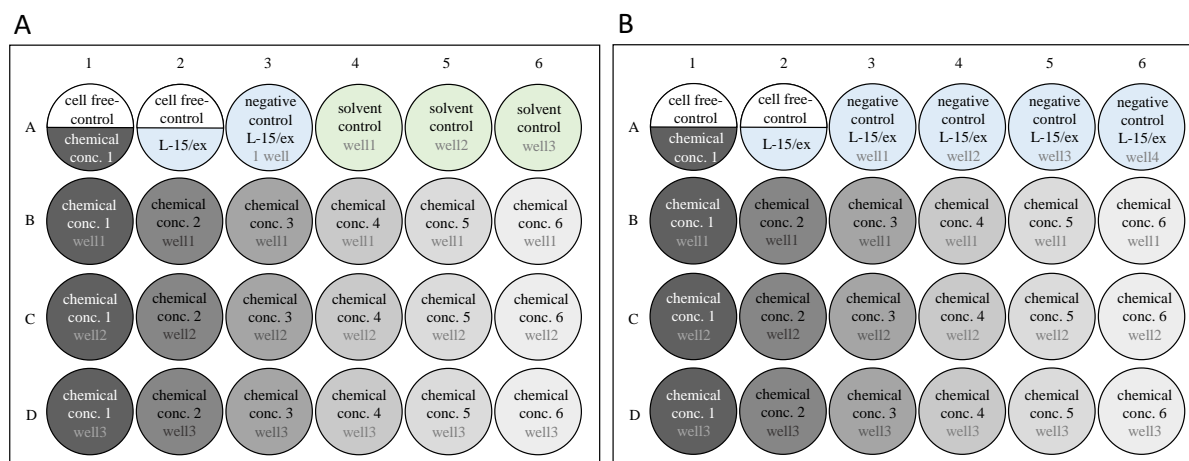 A
1 2 3 4 5 6
A
cell free-
control
chemical
conc. 1
cell free-
control
L-15/ex
negative
control
L-15/ex
1 well
solvent
control
well1
solvent
control
well2
solvent
control
well3
B
chemical
conc. 1
well1
chemical
conc. 2
well1
chemical
conc. 3
well1
chemical
conc. 4
well1
chemical
conc. 5
well1
chemical
conc. 6
well1
C
chemical
conc. 1
well2
chemical
conc. 2
well2
chemical
conc. 3
well2
chemical
conc. 4
well2
chemical
conc. 5
well2
chemical
conc. 6
well2
D
chemical
conc. 1
well3
chemical
conc. 2
well3
chemical
conc. 3
well3
chemical
conc. 4
well3
chemical
conc. 5
well3
chemical
conc. 6
well3
B
1 2 3 4 5 6
A
cell free-
control
chemical
conc. 1
cell free-
control
L-15/ex
negative
control
L-15/ex
well1
negative
control
L-15/ex
well2
negative
control
L-15/ex
well3
negative
control
L-15/ex
well4
B
chemical
conc. 1
well1
chemical
conc. 2
well1
chemical
conc. 3
well1
chemical
conc. 4
well1
chemical
conc. 5
well1
chemical
conc. 6
well1
C
chemical
conc. 1
well2
chemical
conc. 2
well2
chemical
conc. 3
well2
chemical
conc. 4
well2
chemical
conc. 5
well2
chemical
conc. 6
well2
D
chemical
conc. 1
well3
chemical
conc. 2
well3
chemical
conc. 3
well3
chemical
conc. 4
well3
chemical
conc. 5
well3
chemical
conc. 6
well3